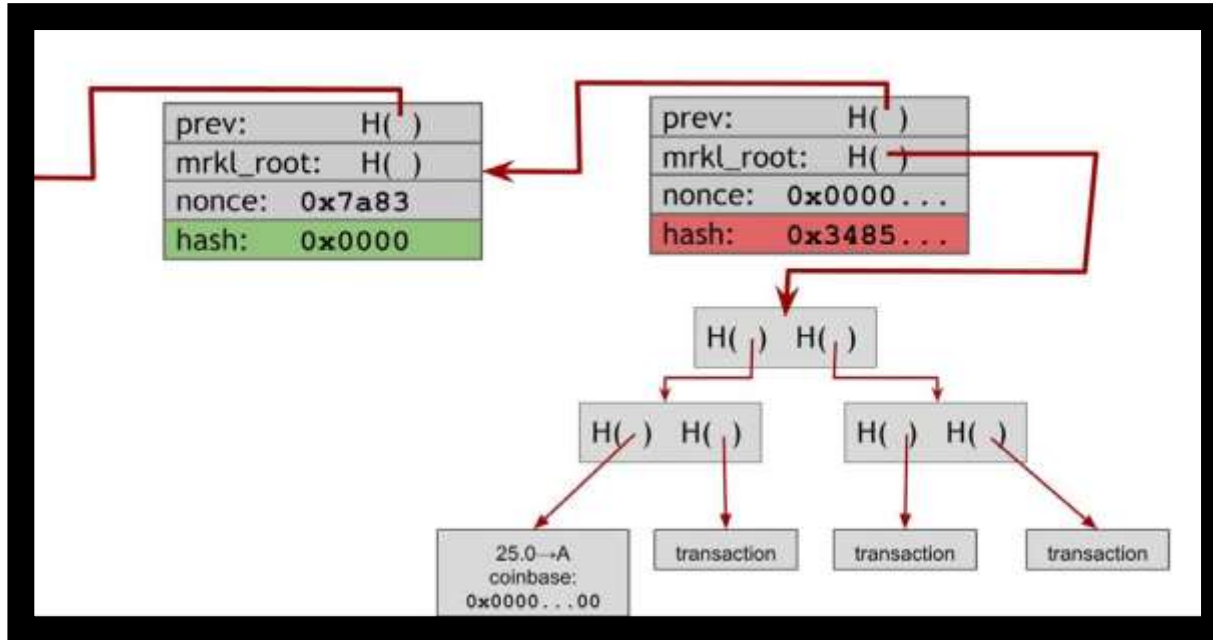 prev: H( )
mrkl_root: H( )
nonce: 0x7a83
hash: 0x0000
prev: H( )
mrkl_root: H( )
nonce: 0x0000...
hash: 0x3485...
H( ) H( )
H( ) H( )
H( ) H( )
25.0→A
coinbase:
0x0000...00
transaction
transaction
transaction